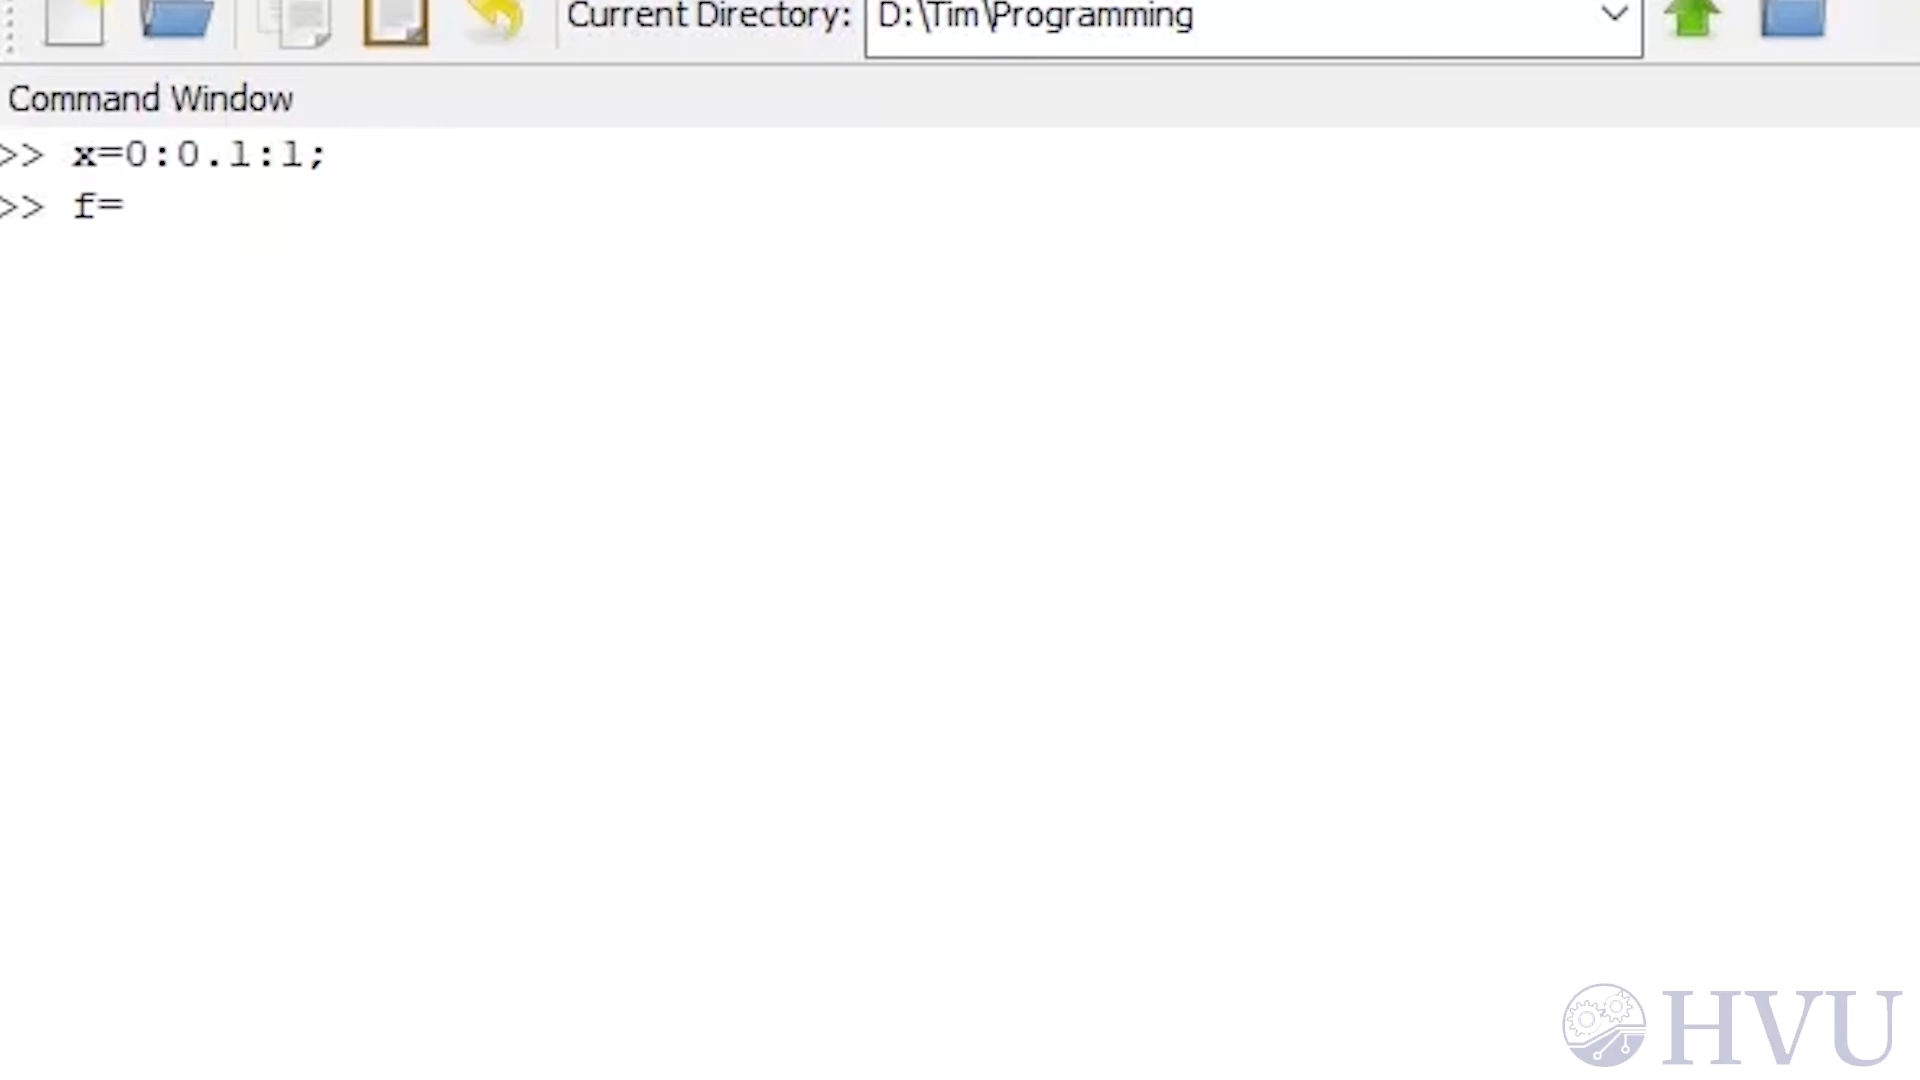 Current Directory: D:\Tim\Programming
Command Window
>> x=0:0.1:1;
>> f=
HVU